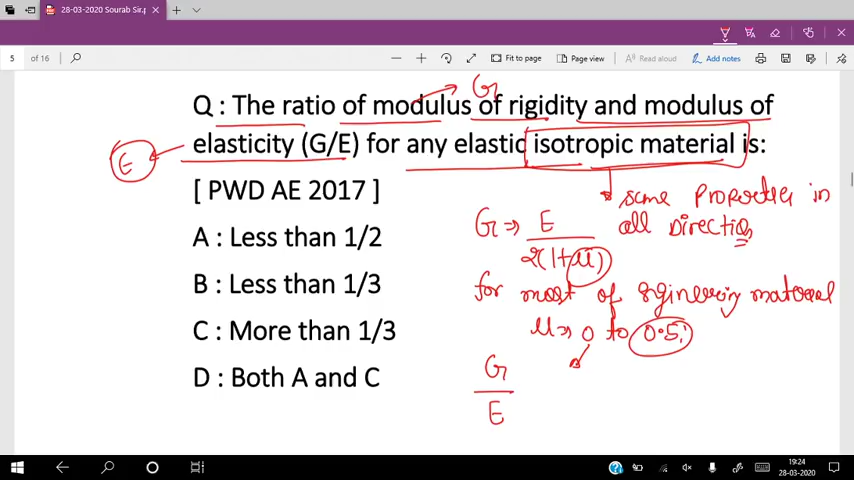 28-03-2020 Sourab Sir.p
5 of 16
Fit to page
Page view
Read aloud
Add notes
G
Q : The ratio of modulus of rigidity and modulus of
E
elasticity (G/E) for any elastic isotropic material is:
[ PWD AE 2017 ]
same properties in
all direction
A : Less than 1/2
G ⇒ E
2(1+μ)
B : Less than 1/3
for most of engineering material
C : More than 1/3
μ ⇒ 0 to 0.5
D : Both A and C
G
E
19:24
28-03-2020